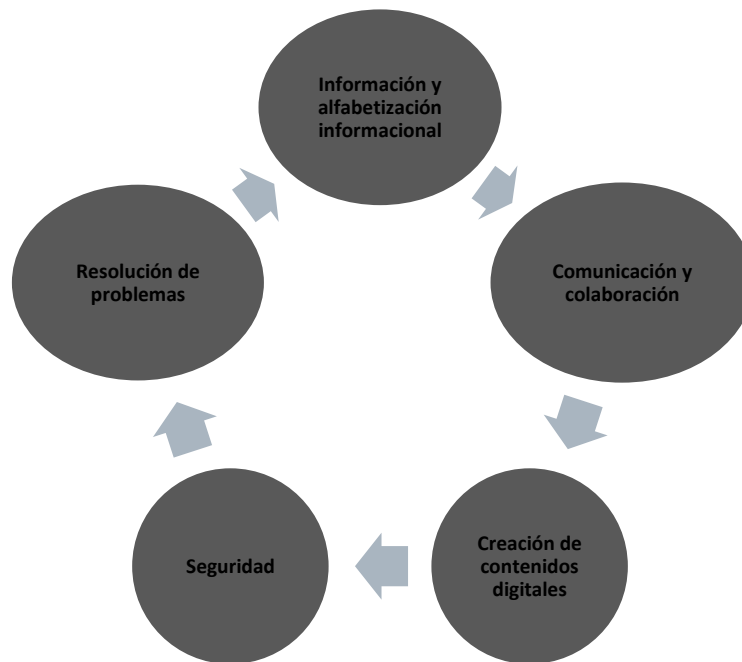 Información y
alfabetización
informacional
Comunicación y
colaboración
Creación de
contenidos
digitales
Seguridad
Resolución de
problemas